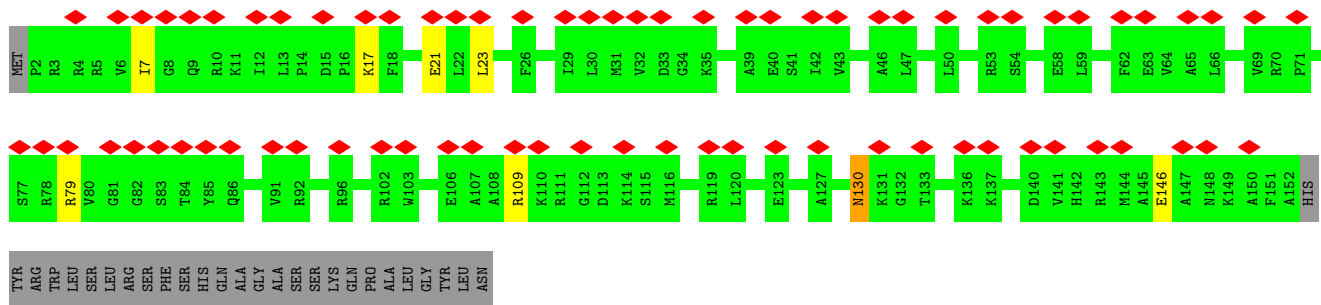 MET P2 R3 R4 R5 V6 I7 G8 Q9 R10 K11 I12 L13 P14 D15 P16 K17 F18 E21 L22 L23 F26 I29 L30 M31 V32 D33 G34 K35 A39 E40 S41 I42 V43 A46 L47 L50 R53 S54 E58 L59 F62 E63 V64 A65 L66 V69 R70 P71
S77 R78 R79 V80 G81 G82 S83 T84 Y85 Q86 V91 R92 R96 R102 W103 E106 A107 A108 R109 K110 R111 G112 D113 K114 S115 M116 R119 L120 E123 A127 N130 K131 G132 T133 K136 K137 D140 V141 H142 R143 M144 A145 E146 A147 N148 K149 A150 F151 A152 HIS
TYR ARG TRP LEU SER LEU ARG SER PHE SER HIS GLN ALA GLY ALA SER SER LYS GLN PRO ALA LEU GLY TYR LEU ASN